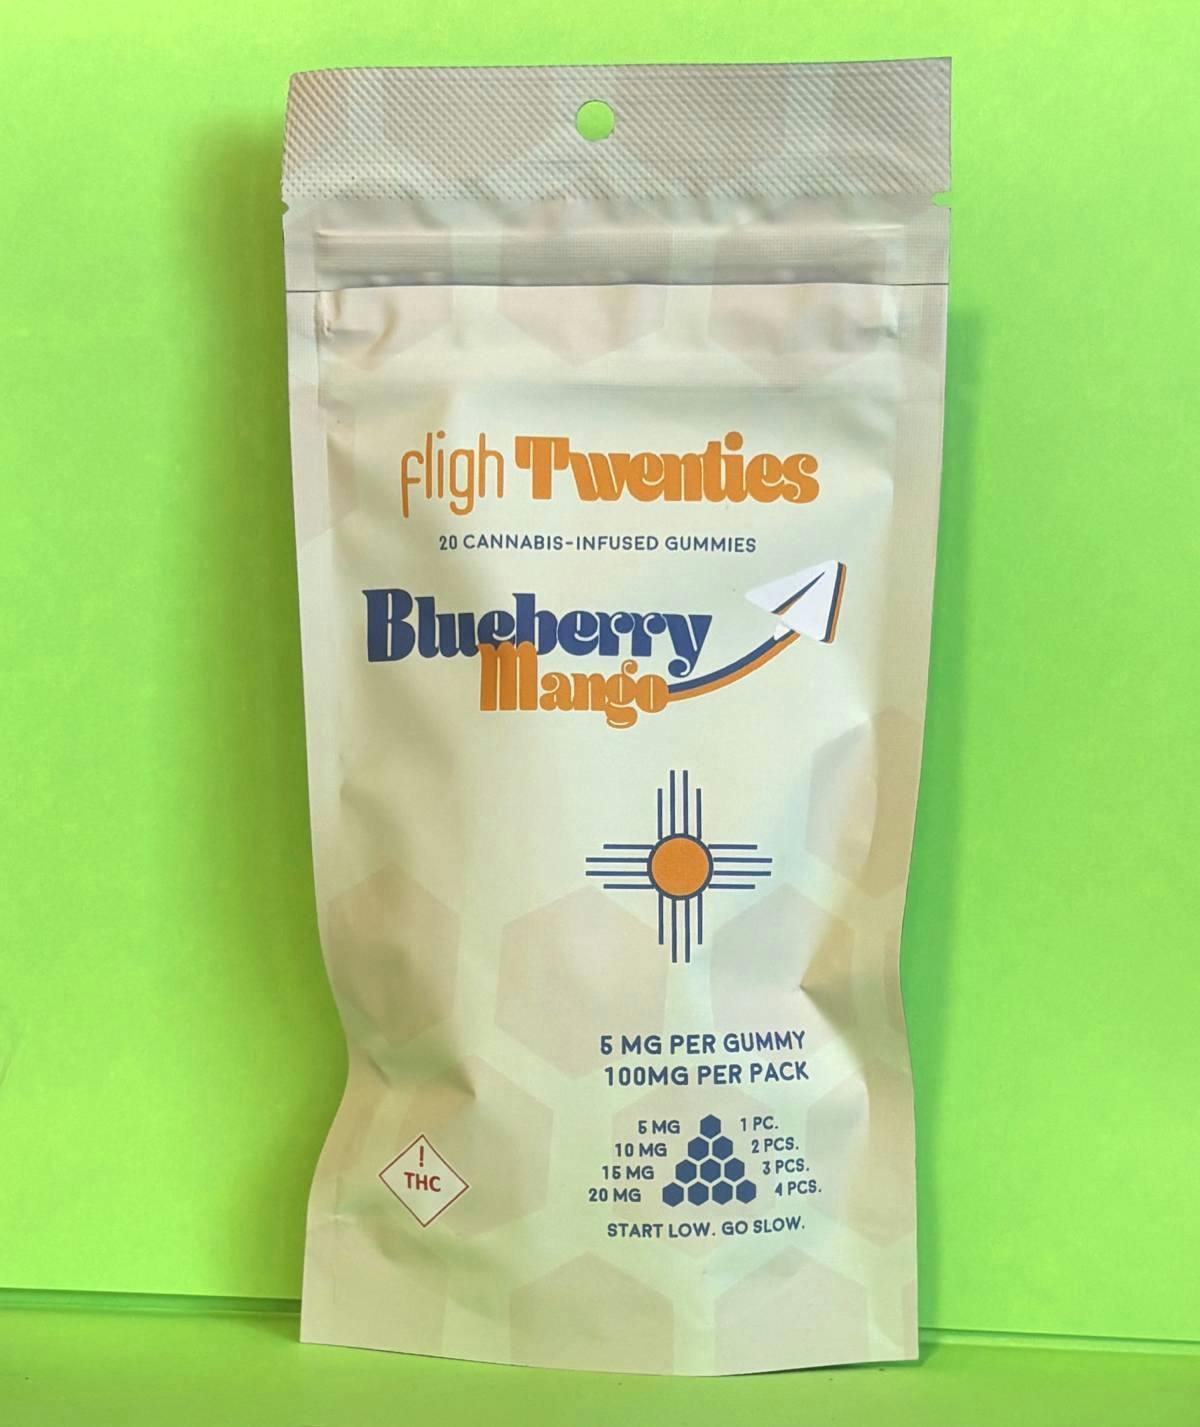 fligh Twenties
20 CANNABIS-INFUSED GUMMIES
Blueberry
Mango
5 MG PER GUMMY
100MG PER PACK
5 MG 1 PC.
10 MG 2 PCS.
15 MG 3 PCS.
20 MG 4 PCS.
!
THC
START LOW. GO SLOW.